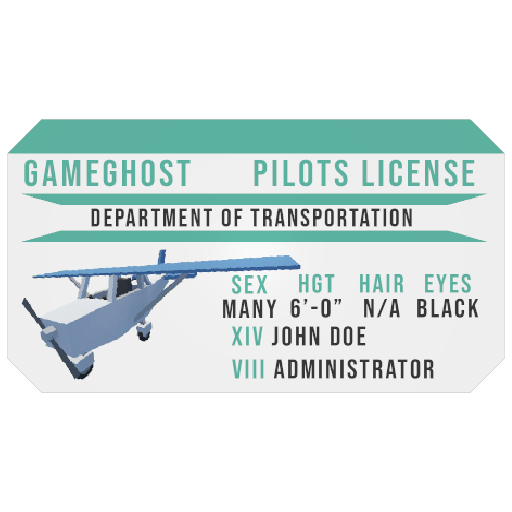 GAMEGHOST PILOTS LICENSE
DEPARTMENT OF TRANSPORTATION
SEX HGT HAIR EYES
MANY 6'-0" N/A BLACK
XIV JOHN DOE
VIII ADMINISTRATOR